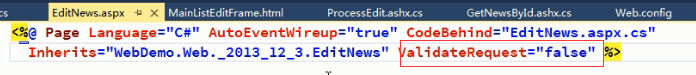 EditNews.aspx MainListEditFrame.html ProcessEdit.ashx.cs GetNewsById.ashx.cs Web.config
<%@ Page Language="C#" AutoEventWireup="true" CodeBehind="EditNews.aspx.cs"
Inherits="WebDemo.Web._2013_12_3.EditNews" ValidateRequest="false" %>